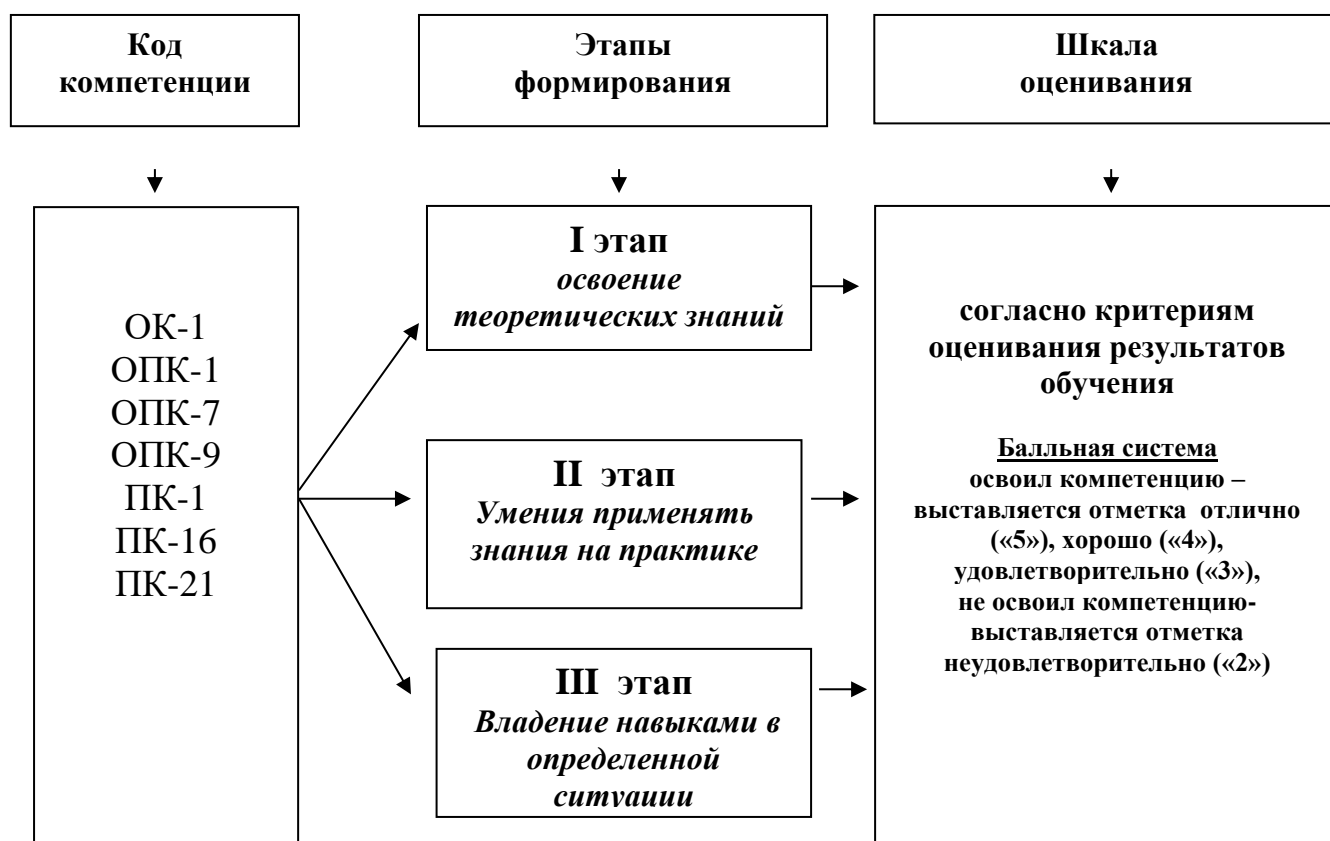 Код
компетенции
Этапы
формирования
Шкала
оценивания
ОК-1
ОПК-1
ОПК-7
ОПК-9
ПК-1
ПК-16
ПК-21
I этап
освоение
теоретических знаний
II этап
Умения применять
знания на практике
III этап
Владение навыками в
определенной
ситуации
согласно критериям
оценивания результатов
обучения
Балльная система
освоил компетенцию –
выставляется отметка отлично
(«5»), хорошо («4»),
удовлетворительно («3»),
не освоил компетенцию-
выставляется отметка
неудовлетворительно («2»)